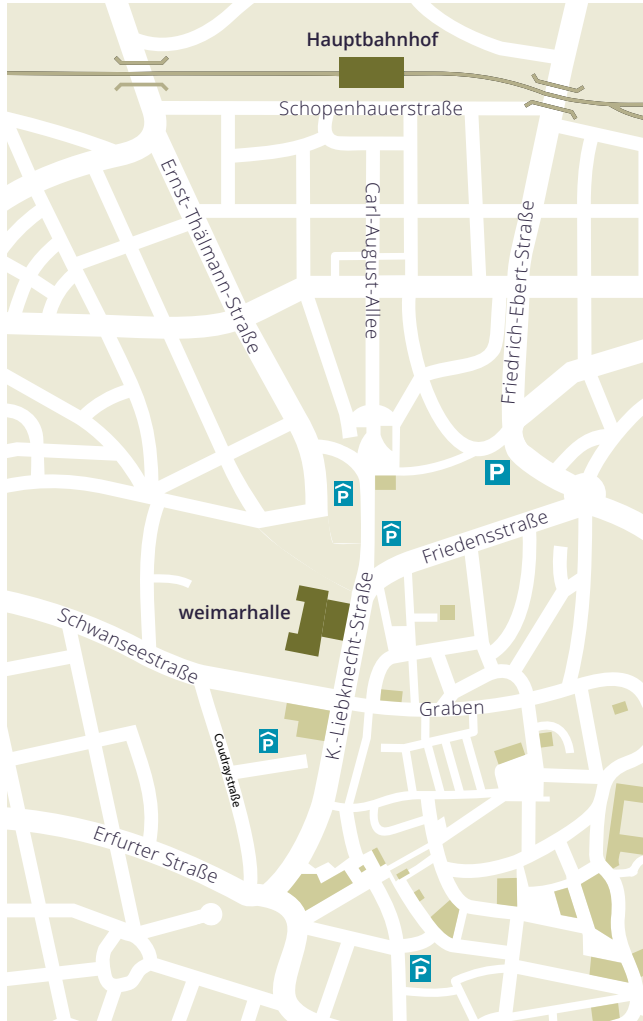 Hauptbahnhof
Schopenhauerstraße
Ernst-Thälmann-Straße
Carl-August-Allee
Friedrich-Ebert-Straße
P
P
P
Friedensstraße
weimarhalle
K.-Liebknecht-Straße
Schwanseestraße
Graben
P
Coudraystraße
Erfurter Straße
P